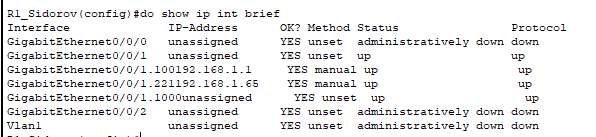 R1_Sidorov(config)#do show ip int brief
Interface              IP-Address      OK? Method Status                Protocol
GigabitEthernet0/0/0   unassigned      YES unset  administratively down down
GigabitEthernet0/0/1   unassigned      YES unset  up                    up
GigabitEthernet0/0/1.100192.168.1.1     YES manual up                    up
GigabitEthernet0/0/1.221192.168.1.65    YES manual up                    up
GigabitEthernet0/0/1.1000unassigned      YES unset  up                    up
GigabitEthernet0/0/2   unassigned      YES unset  administratively down down
Vlan1                  unassigned      YES unset  administratively down down